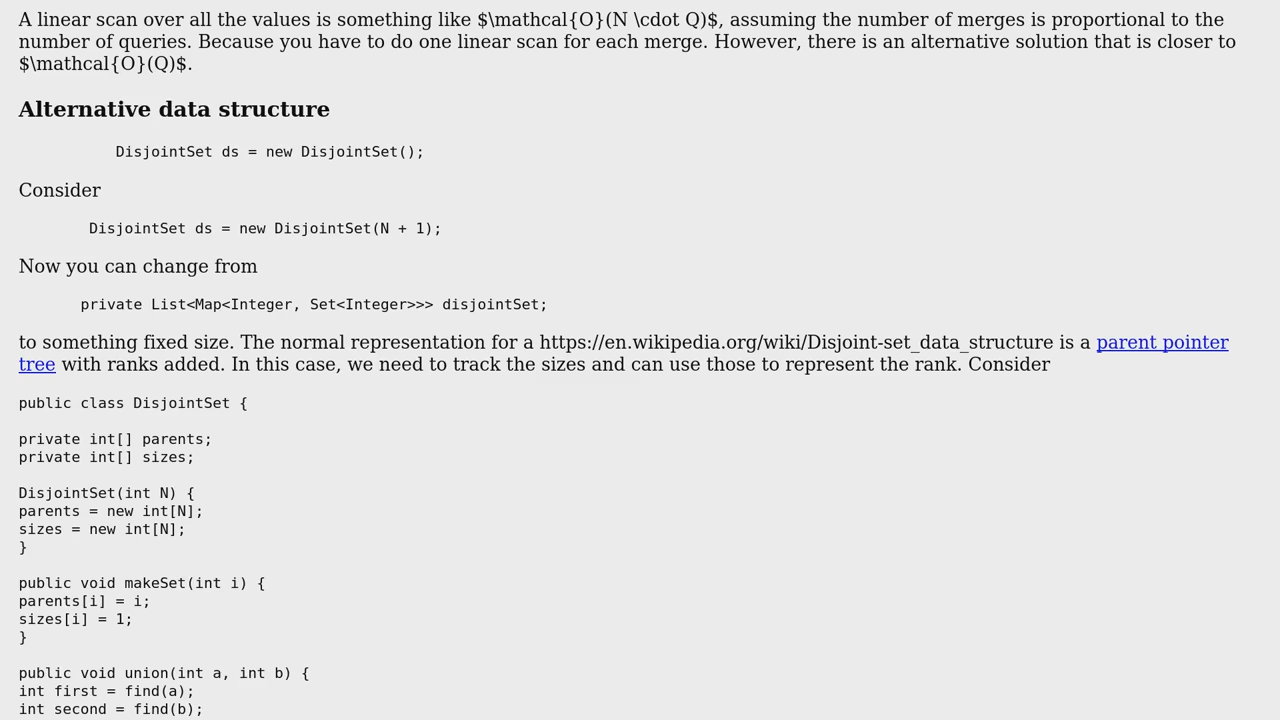 A linear scan over all the values is something like $\mathcal{O}(N \cdot Q)$, assuming the number of merges is proportional to the
number of queries. Because you have to do one linear scan for each merge. However, there is an alternative solution that is closer to
$\mathcal{O}(Q)$.
Alternative data structure
DisjointSet ds = new DisjointSet();
Consider
DisjointSet ds = new DisjointSet(N + 1);
Now you can change from
private List<Map<Integer, Set<Integer>>> disjointSet;
to something fixed size. The normal representation for a https://en.wikipedia.org/wiki/Disjoint-set_data_structure is a parent pointer
tree with ranks added. In this case, we need to track the sizes and can use those to represent the rank. Consider
public class DisjointSet {
private int[] parents;
private int[] sizes;
DisjointSet(int N) {
parents = new int[N];
sizes = new int[N];
}
public void makeSet(int i) {
parents[i] = i;
sizes[i] = 1;
}
public void union(int a, int b) {
int first = find(a);
int second = find(b);